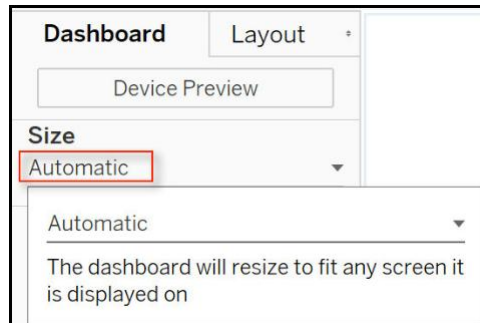 Dashboard Layout
Device Preview
Size
Automatic
Automatic
The dashboard will resize to fit any screen it
is displayed on